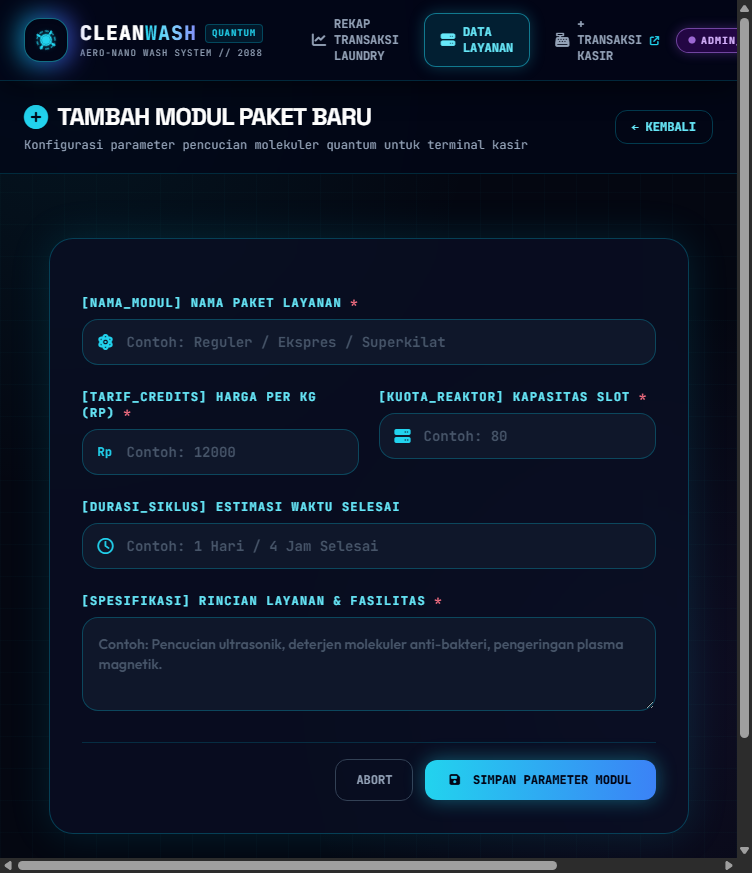 CLEANWASH QUANTUM
AERO-NANO WASH SYSTEM // 2088
REKAP
TRANSAKSI
LAUNDRY
DATA
LAYANAN
+
TRANSAKSI
KASIR
ADMIN
TAMBAH MODUL PAKET BARU
Konfigurasi parameter pencucian molekuler quantum untuk terminal kasir
← KEMBALI
[NAMA_MODUL] NAMA PAKET LAYANAN *
Contoh: Reguler / Ekspres / Superkilat
[TARIF_CREDITS] HARGA PER KG
(RP) *
Rp Contoh: 12000
[KUOTA_REAKTOR] KAPASITAS SLOT *
Contoh: 80
[DURASI_SIKLUS] ESTIMASI WAKTU SELESAI
Contoh: 1 Hari / 4 Jam Selesai
[SPESIFIKASI] RINCIAN LAYANAN & FASILITAS *
Contoh: Pencucian ultrasonik, deterjen molekuler anti-bakteri, pengeringan plasma
magnetik.
ABORT
SIMPAN PARAMETER MODUL